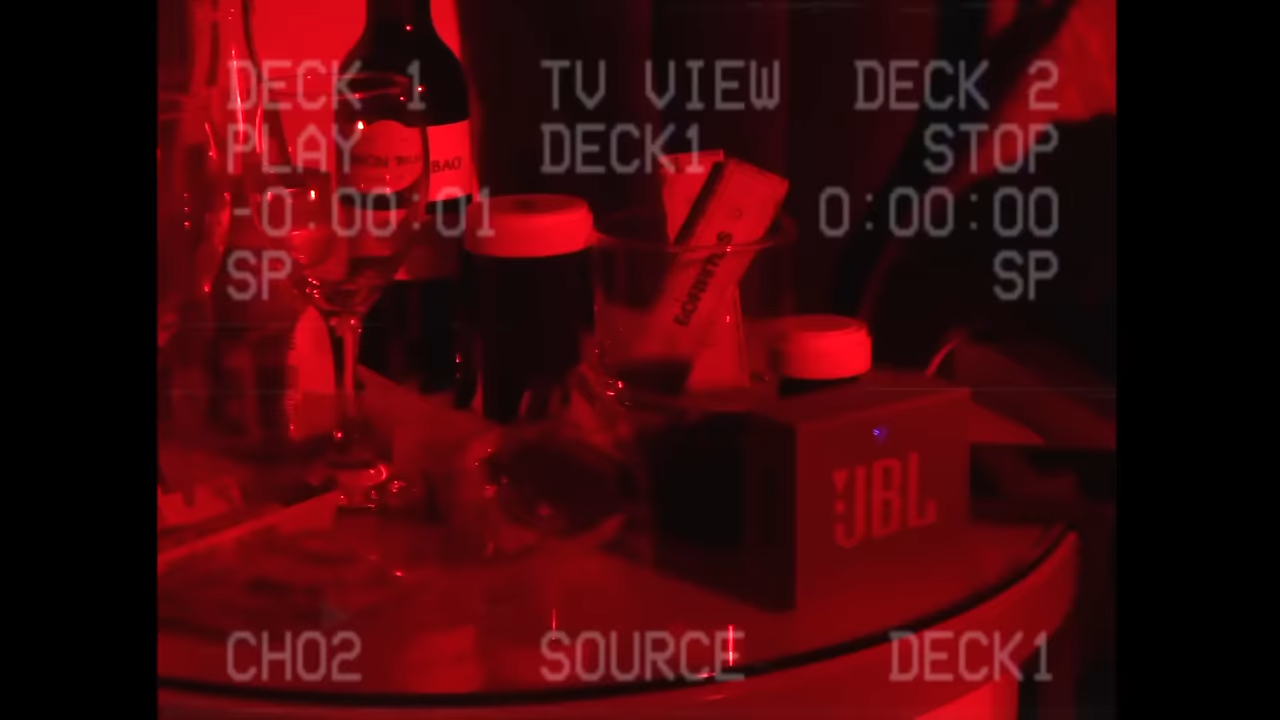 DECK 1
TV VIEW
DECK 2
PLAY
DECK1
STOP
-0:00:01
0:00:00
SP
SP
BAO
JBL
CH02
SOURCE
DECK1